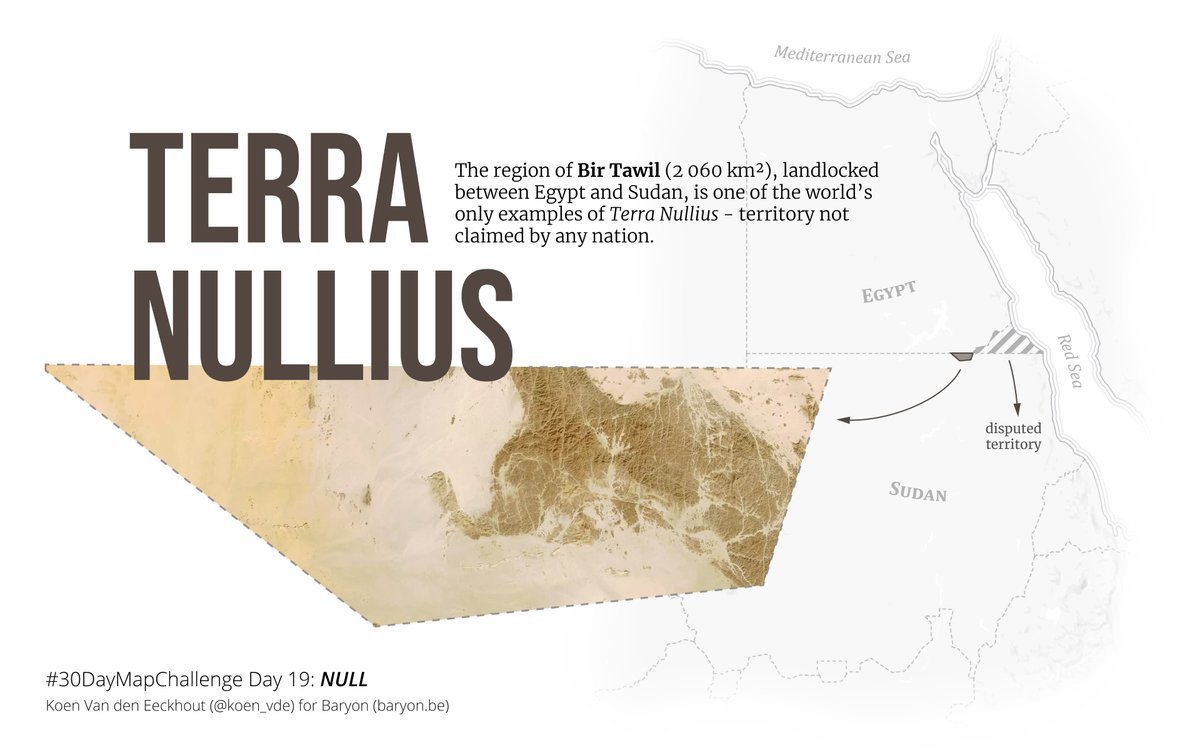 Mediterranean Sea
TERRA
NULLIUS
The region of Bir Tawil (2 060 km²), landlocked
between Egypt and Sudan, is one of the world’s
only examples of Terra Nullius - territory not
claimed by any nation.
EGYPT
Red Sea
disputed
territory
SUDAN
#30DayMapChallenge Day 19: NULL
Koen Van den Eeckhout (@koen_vde) for Baryon (baryon.be)